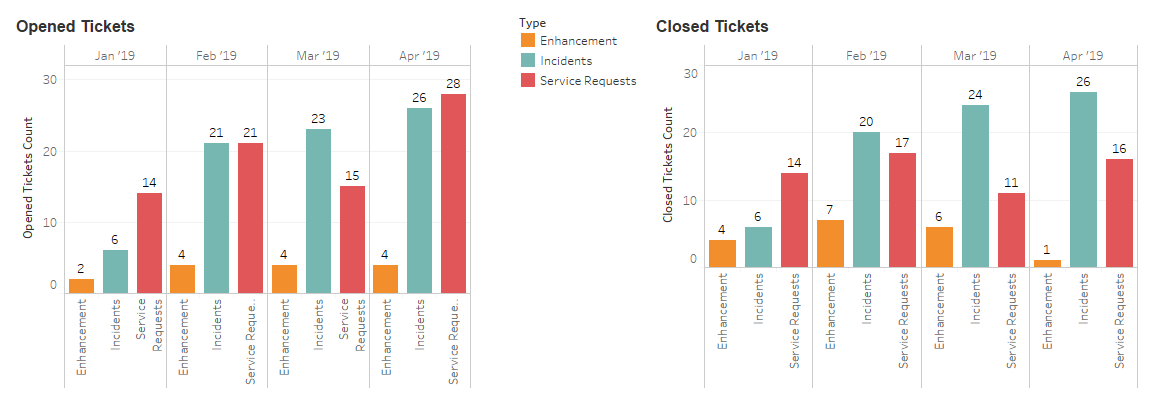 Opened Tickets
Jan '19 Feb '19 Mar '19 Apr '19
Opened Tickets Count
30
20
10
0
2 6 14 4 21 21 4 23 15 4 26 28
Enhancement
Incidents
Service
Requests
Enhancement
Incidents
Service Reque..
Enhancement
Incidents
Service
Requests
Enhancement
Incidents
Service Reque..
Type
Enhancement
Incidents
Service Requests
Closed Tickets
Jan '19 Feb '19 Mar '19 Apr '19
Closed Tickets Count
30
20
10
0
4 6 14 7 20 17 6 24 11 1 26 16
Enhancement
Incidents
Service Requests
Enhancement
Incidents
Service Requests
Enhancement
Incidents
Service Requests
Enhancement
Incidents
Service Requests